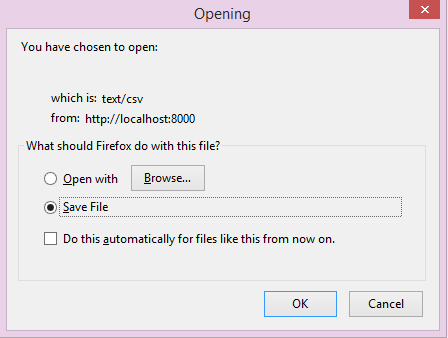 Opening
You have chosen to open:
which is: text/csv
from: http://localhost:8000
What should Firefox do with this file?
Open with Browse...
Save File
Do this automatically for files like this from now on.
OK Cancel